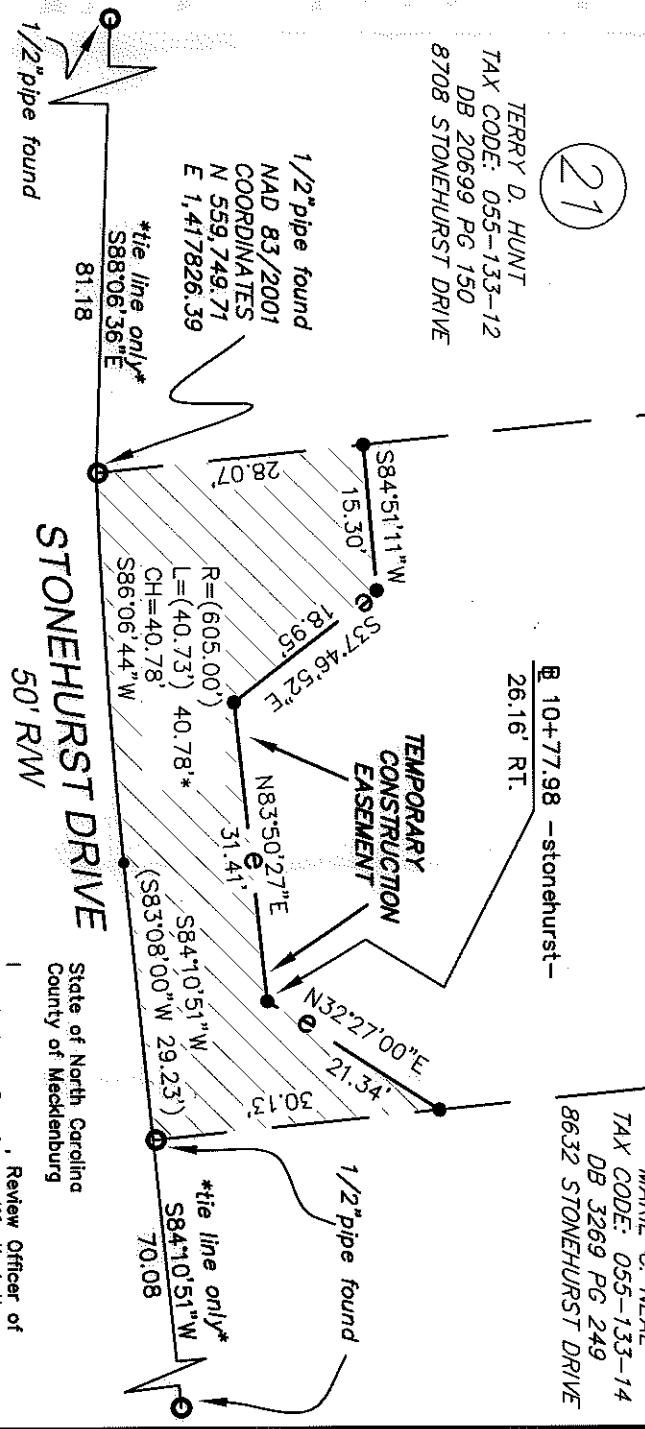 21
TERRY D. HUNT
TAX CODE: 055-133-12
DB 20699 PG 150
8708 STONEHURST DRIVE
1/2"pipe found
NAD 83/2001
COORDINATES
N 559,749.71
E 1,417826.39
1/2"pipe found
*tie line only*
S88°06'36"E
81.18
28.07'
S84°51'11"W
15.30'
e
S37°46'52"E
18.95'
R=(605.00')
L=(40.73') 40.78'*
CH=40.78'
S86°06'44"W
STONEHURST DRIVE
50' R/W
10+77.98 -stonehurst-
26.16' RT.
TEMPORARY
CONSTRUCTION
EASEMENT
N83°50'27"E
e
31.41'
S84°10'51"W
(S83°08'00"W 29.23')
N32°27'00"E
e
21.34'
30.13'
TAX CODE: 055-133-14
DB 3269 PG 249
8632 STONEHURST DRIVE
1/2"pipe found
*tie line only*
S84°10'51"W
70.08
State of North Carolina
County of Mecklenburg
I
, Review Officer of